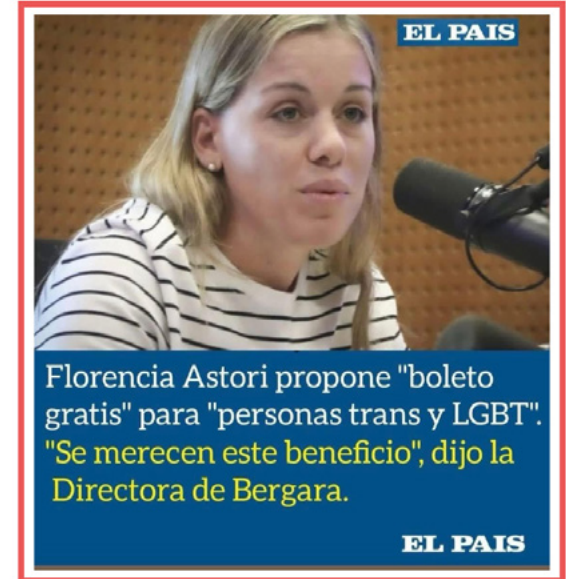 EL PAIS
Florencia Astori propone "boleto
gratis" para "personas trans y LGBT".
"Se merecen este beneficio", dijo la
Directora de Bergara.
EL PAIS